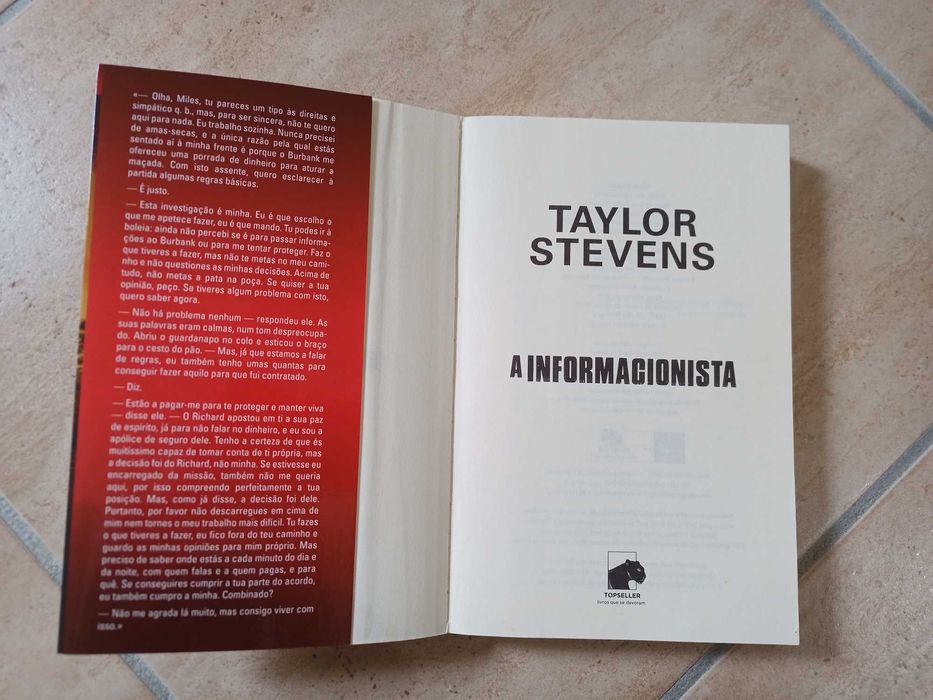 «— Olha, Miles, tu pareces um tipo às direitas e
simpático q. b., mas, para ser sincera, não te quero
aqui para nada. Eu trabalho sozinha. Nunca precisei
de amas-secas, e a única razão pela qual estás
sentado aí à minha frente é porque o Burbank me
ofereceu uma porrada de dinheiro para aturar a
maçada. Com isto assente, quero esclarecer à
partida algumas regras básicas.
— É justo.
— Esta investigação é minha. Eu é que escolho o
que me apetece fazer, eu é que mando. Tu podes ir à
boleia: ainda não percebi se é para passar informa-
ções ao Burbank ou para me tentar proteger. Faz o
que tiveres a fazer, mas não te metas no meu cami-
nho e não questiones as minhas decisões. Acima de
tudo, não metas a pata na poça. Se quiser a tua
opinião, peço. Se tiveres algum problema com isto,
quero saber agora.
— Não há problema nenhum — respondeu ele. As
suas palavras eram calmas, num tom despreocupa-
do. Abriu o guardanapo no colo e esticou o braço
para o cesto do pão. — Mas, já que estamos a falar
de regras, eu também tenho umas quantas para
conseguir fazer aquilo para que fui contratado.
— Diz.
— Estão a pagar-me para te proteger e manter viva
— disse ele. — O Richard apostou em ti a sua paz
de espírito, já para não falar no dinheiro, e eu sou a
apólice de seguro dele. Tenho a certeza de que és
muitíssimo capaz de tomar conta de ti própria, mas
a decisão foi do Richard, não minha. Se estivesse eu
encarregado da missão, também não me queria
aqui, por isso compreendo perfeitamente a tua
posição. Mas, como já disse, a decisão foi dele.
Portanto, por favor não descarregues em cima de
mim nem tornes o meu trabalho mais difícil. Tu fazes
o que tiveres a fazer, eu fico fora do teu caminho e
guardo as minhas opiniões para mim próprio. Mas
preciso de saber onde estás a cada minuto do dia e
da noite, com quem falas e a quem pagas, e para
quê. Se conseguires cumprir a tua parte do acordo,
eu também cumpro a minha. Combinado?
— Não me agrada lá muito, mas consigo viver com
isso.»
TAYLOR
STEVENS
A INFORMACIONISTA
TOPSELLER
livros que se devoram